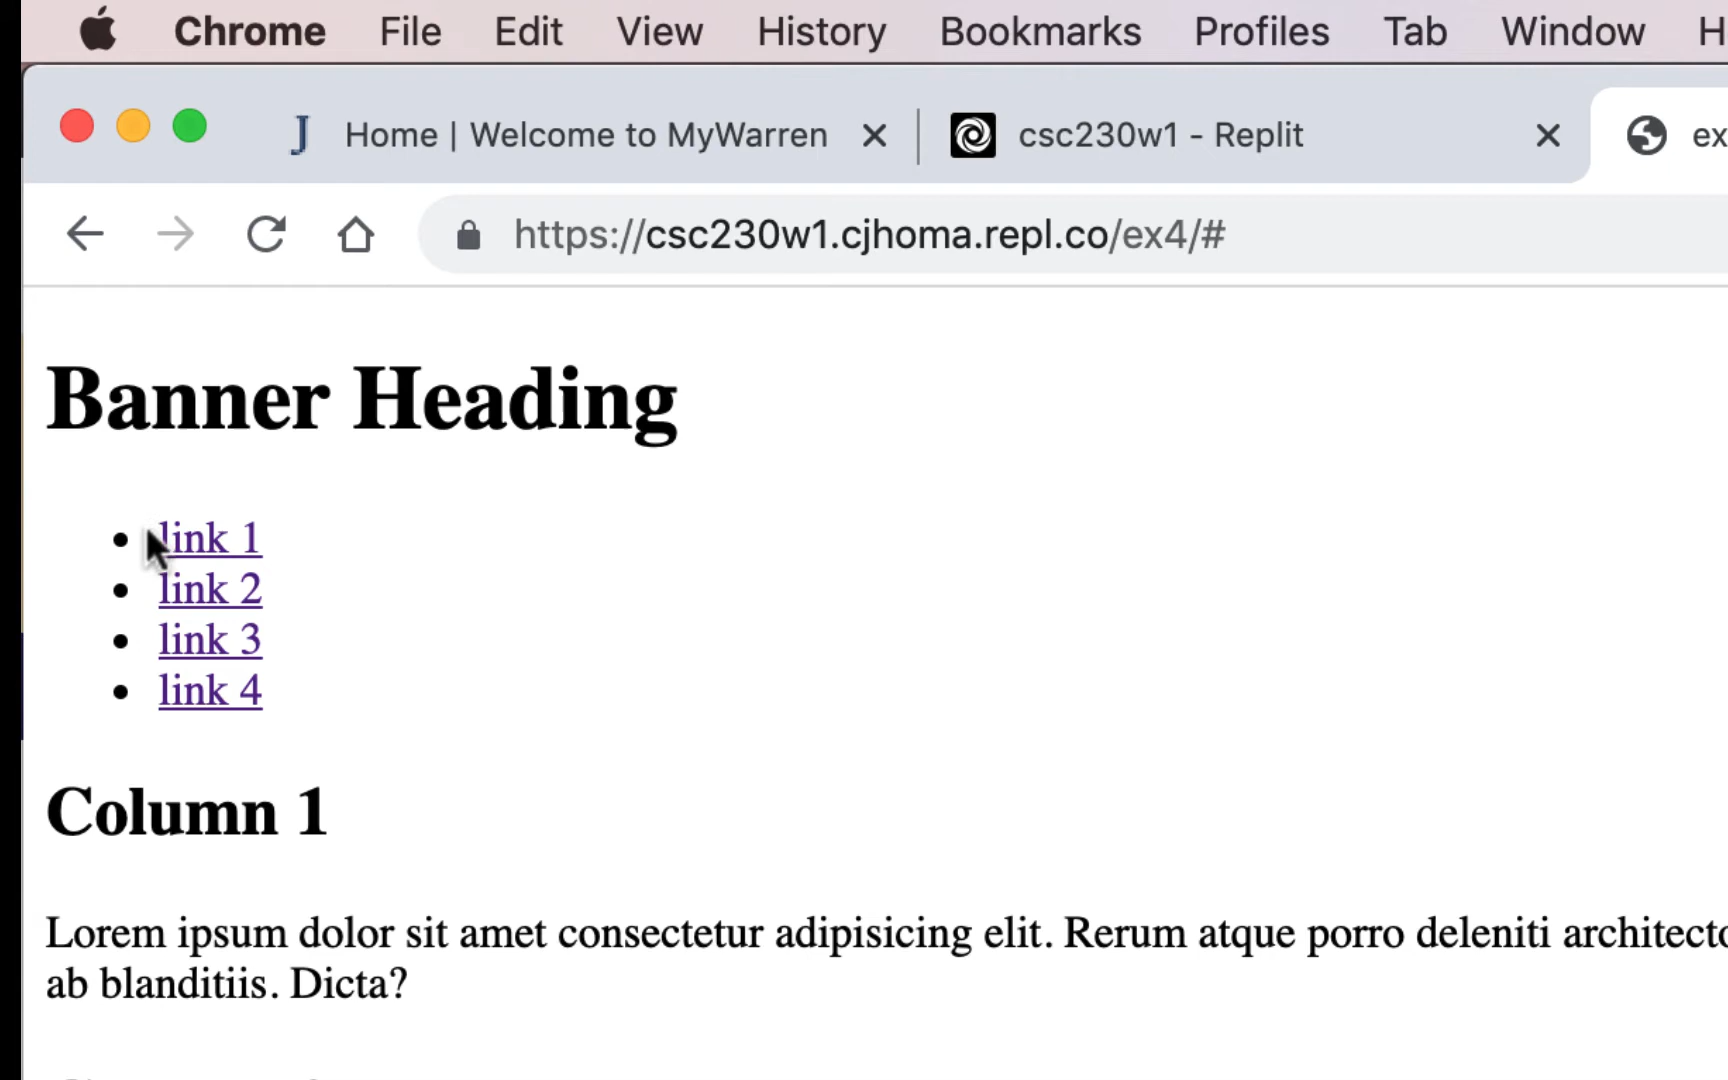 Chrome File Edit View History Bookmarks Profiles Tab Window H
Home | Welcome to MyWarren csc230w1 - Replit ex
https://csc230w1.cjhoma.repl.co/ex4/#
Banner Heading
link 1
link 2
link 3
link 4
Column 1
Lorem ipsum dolor sit amet consectetur adipisicing elit. Rerum atque porro deleniti architecto
ab blanditiis. Dicta?